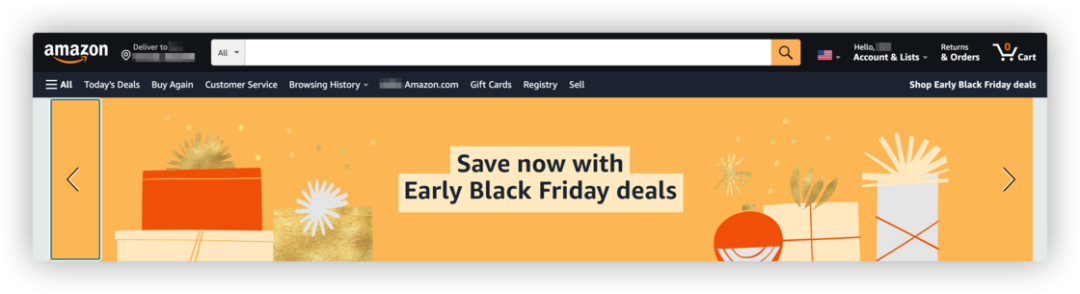 amazon
Deliver to
All
Hello,
Account & Lists
Returns
& Orders
0
Cart
All
Today's Deals
Buy Again
Customer Service
Browsing History
Amazon.com
Gift Cards
Registry
Sell
Shop Early Black Friday deals
Save now with
Early Black Friday deals